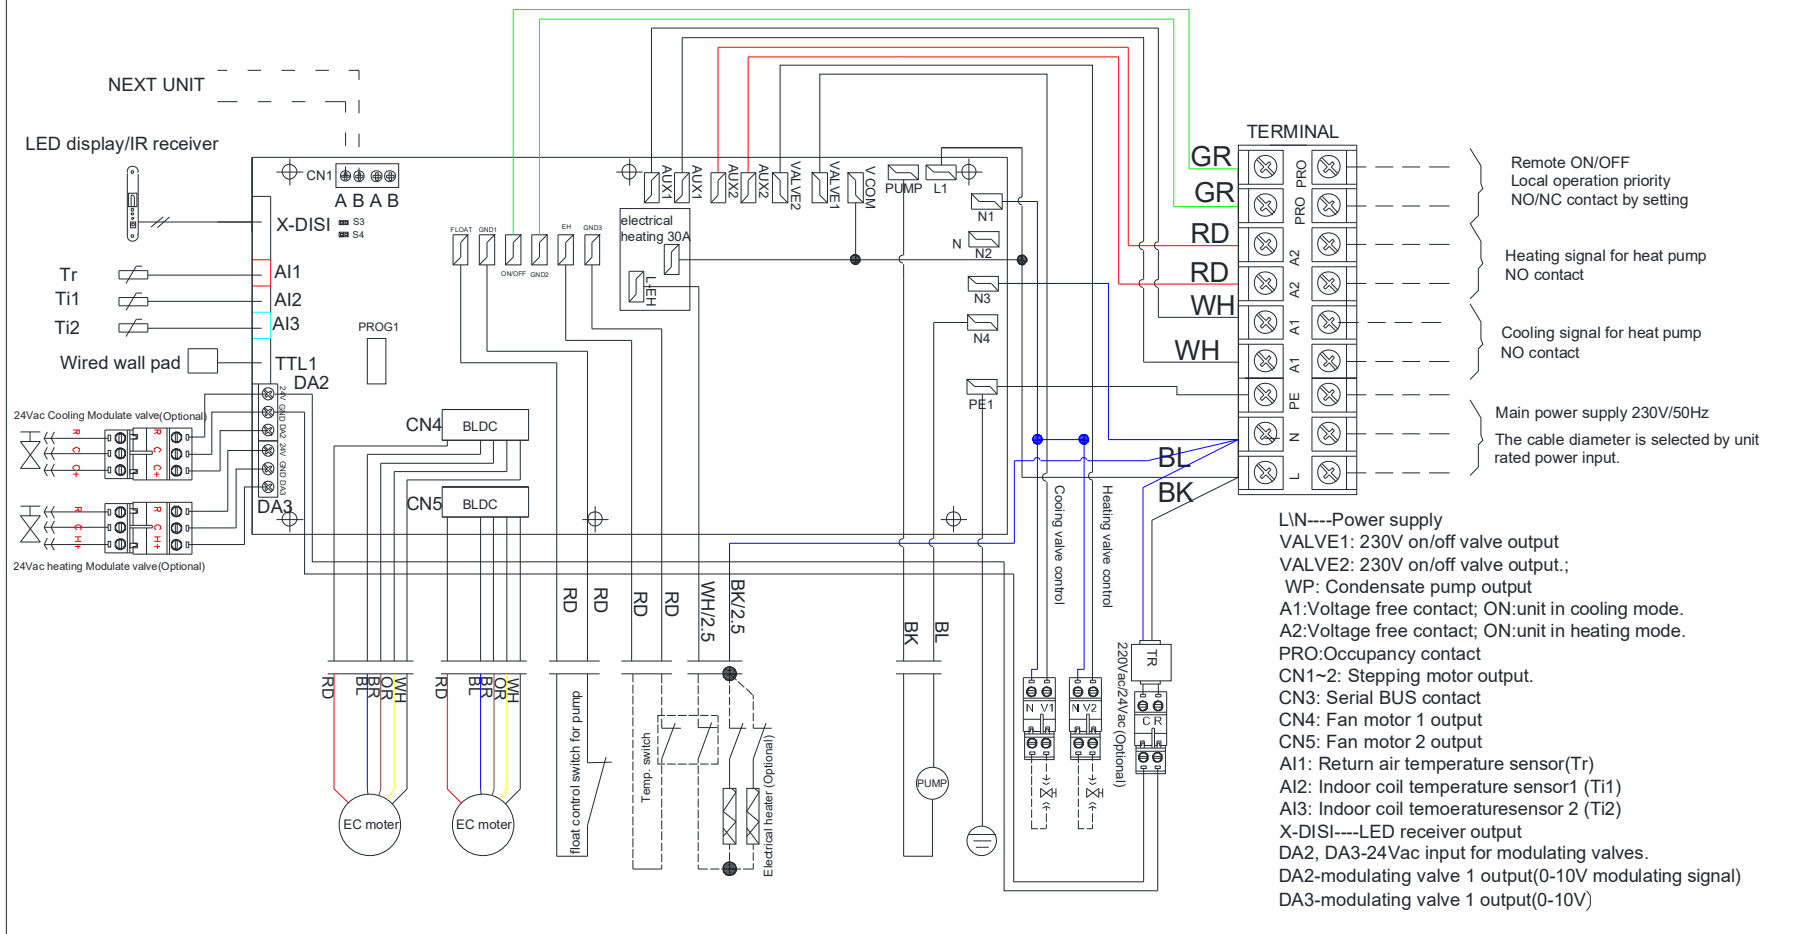 NEXT UNIT
LED display/IR receiver
CN1
A B A B
X-DISI
S3
S4
Tr
AI1
Ti1
AI2
Ti2
AI3
Wired wall pad
TTL1
PROG1
DA2
24V
GND
DA2
24V
GND
DA3
DA3
24Vac Cooling Modulate valve(Optional)
R
C
C+
R
C
C+
R
C
H+
R
C
H+
24Vac heating Modulate valve(Optional)
CN4
BLDC
CN5
BLDC
FLOAT
GND1
ON/OFF
GND2
EH
GND3
electrical
heating 30A
L-EH
AUX1
AUX1
AUX2
AUX2
VALVE2
VALVE1
V COM
PUMP
L1
N1
N
N2
N3
N4
PE1
RD
BL
BR
OR
WH
EC moter
RD
BL
BR
OR
WH
EC moter
RD
RD
float control switch for pump
RD
RD
Temp. switch
WH/2.5
BK/2.5
Electrical heater (Optional)
BK
BL
PUMP
Cooing valve control
Heating valve control
N V1
N V2
220Vac/24Vac (Optional)
TR
C R
GR
GR
RD
RD
WH
WH
BL
BK
TERMINAL
PRO
PRO
A2
A2
A1
A1
PE
N
L
Remote ON/OFF
Local operation priority
NO/NC contact by setting
Heating signal for heat pump
NO contact
Cooling signal for heat pump
NO contact
Main power supply 230V/50Hz
The cable diameter is selected by unit
rated power input.
L\N----Power supply
VALVE1: 230V on/off valve output
VALVE2: 230V on/off valve output.;
WP: Condensate pump output
A1:Voltage free contact; ON:unit in cooling mode.
A2:Voltage free contact; ON:unit in heating mode.
PRO:Occupancy contact
CN1~2: Stepping motor output.
CN3: Serial BUS contact
CN4: Fan motor 1 output
CN5: Fan motor 2 output
AI1: Return air temperature sensor(Tr)
AI2: Indoor coil temperature sensor1 (Ti1)
AI3: Indoor coil temoeraturesensor 2 (Ti2)
X-DISI----LED receiver output
DA2, DA3-24Vac input for modulating valves.
DA2-modulating valve 1 output(0-10V modulating signal)
DA3-modulating valve 1 output(0-10V)